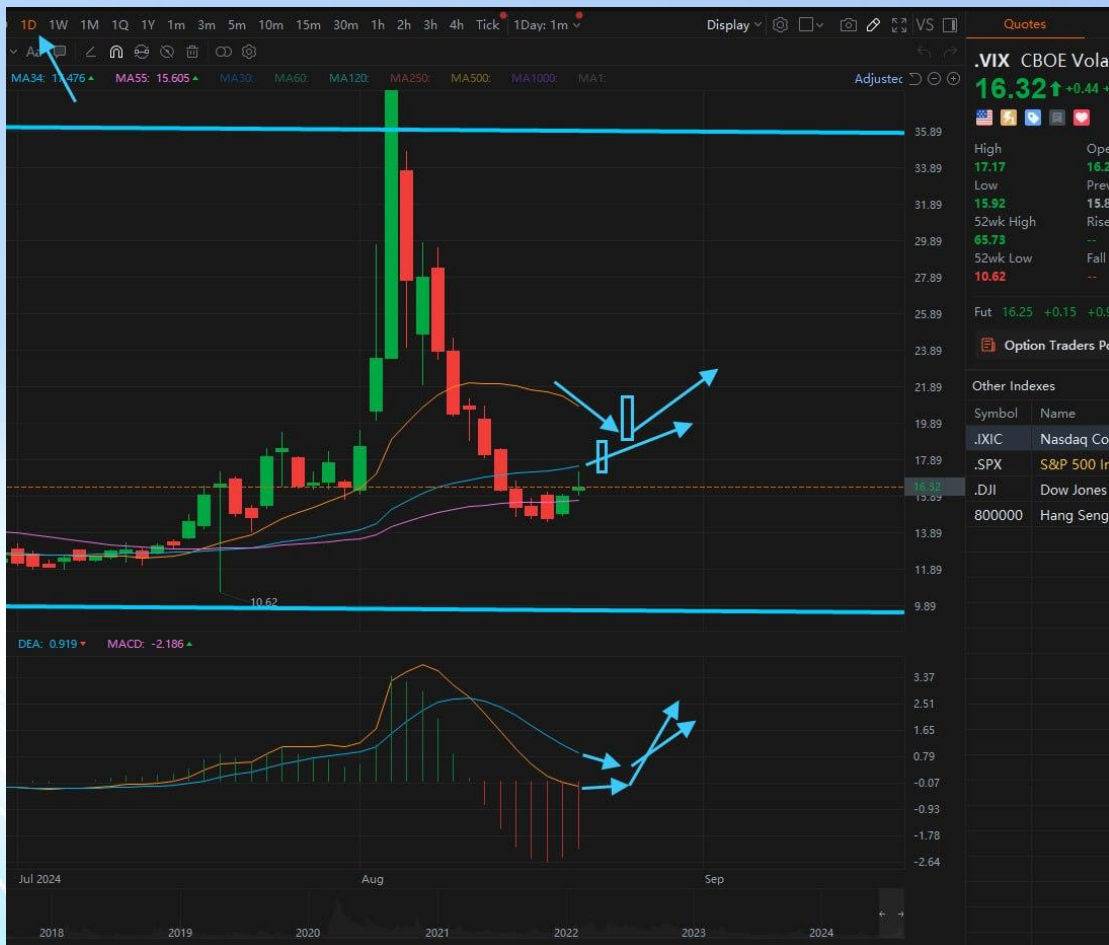 1D 1W 1M 1Q 1Y 1m 3m 5m 10m 15m 30m 1h 2h 3h 4h Tick 1Day: 1m Display VS
MA34: 17.476 MA55: 15.605 MA30: MA60: MA120: MA250: MA500: MA1000: MA1:
35.89
33.89
31.89
29.89
27.89
25.89
23.89
21.89
19.89
17.89
16.32
15.89
13.89
11.89
9.89
10.62
DEA: 0.919 MACD: -2.186
3.37
2.51
1.65
0.79
-0.07
-0.93
-1.78
-2.64
Jul 2024 Aug Sep
2018 2019 2020 2021 2022 2023 2024
Quotes
.VIX CBOE Vola
16.32 +0.44 +
High Ope
17.17 16.2
Low Prev
15.92 15.8
52wk High Rise
65.73 --
52wk Low Fall
10.62 --
Fut 16.25 +0.15 +0.9
Option Traders Po
Other Indexes
Symbol Name
.IXIC Nasdaq Co
.SPX S&P 500 In
.DJI Dow Jones
800000 Hang Seng